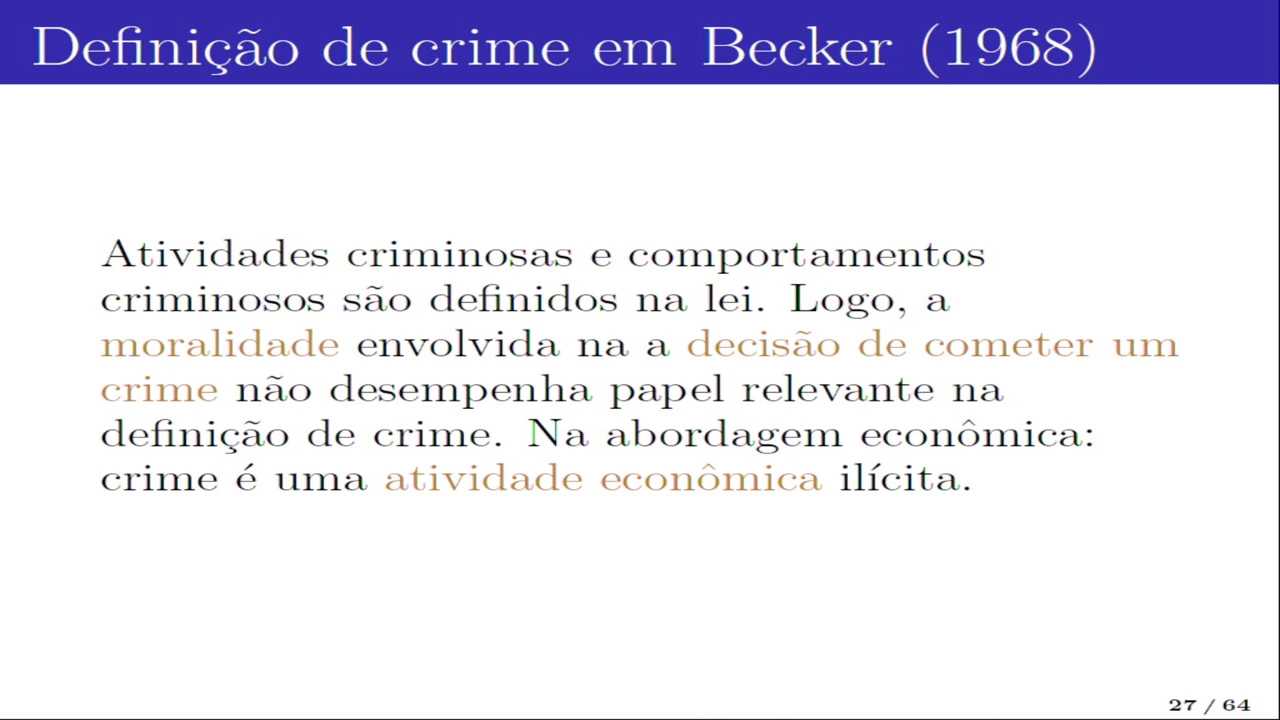 Definição de crime em Becker (1968)
Atividades criminosas e comportamentos
criminosos são definidos na lei. Logo, a
moralidade envolvida na a decisão de cometer um
crime não desempenha papel relevante na
definição de crime. Na abordagem econômica:
crime é uma atividade econômica ilícita.
27 / 64